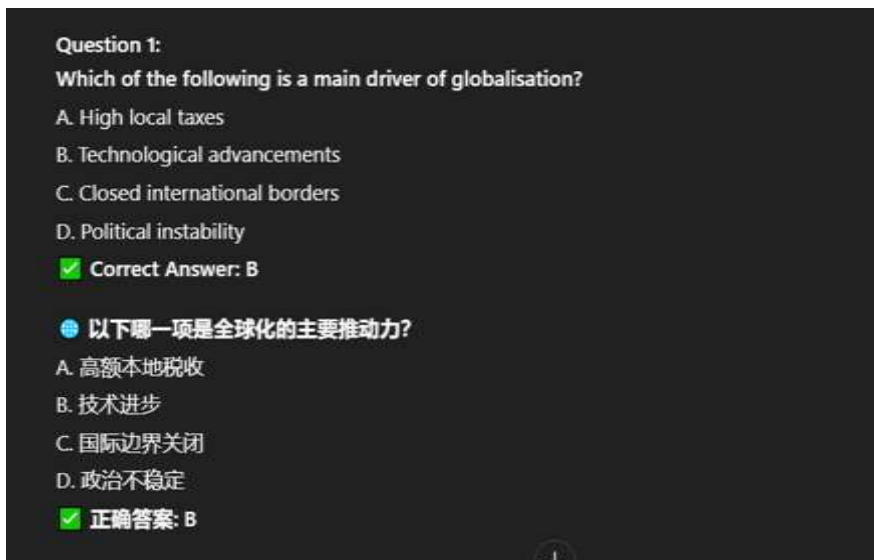 Question 1:
Which of the following is a main driver of globalisation?
A. High local taxes
B. Technological advancements
C. Closed international borders
D. Political instability
✅ Correct Answer: B
🌐 以下哪一项是全球化的主要推动力?
A. 高额本地税收
B. 技术进步
C. 国际边界关闭
D. 政治不稳定
✅ 正确答案: B